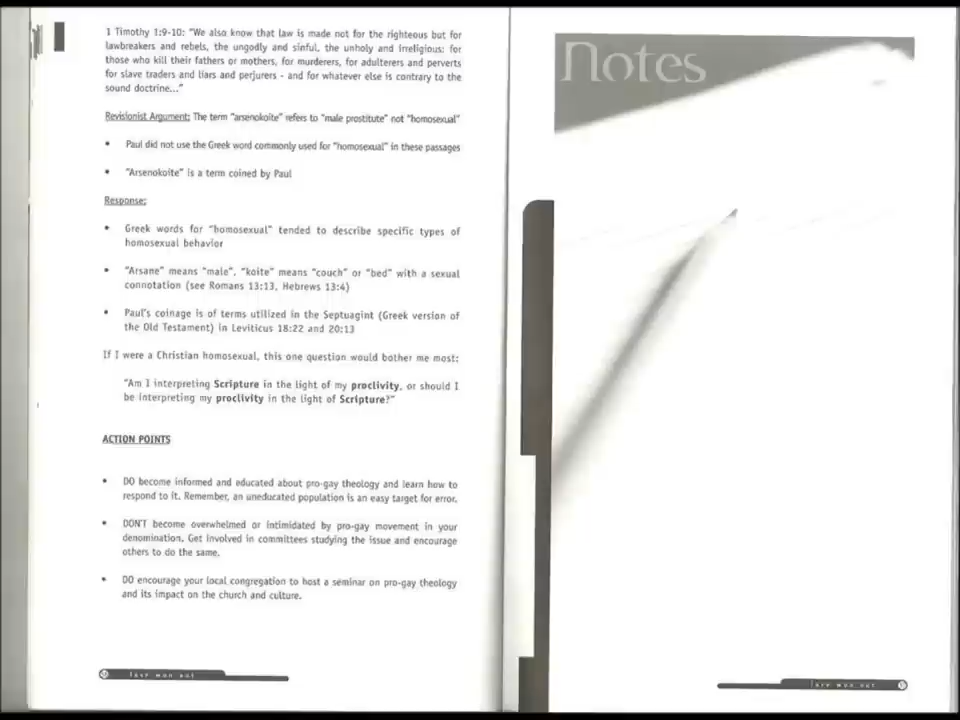 1 Timothy 1:9-10: "We also know that law is made not for the righteous but for
lawbreakers and rebels, the ungodly and sinful, the unholy and irreligious: for
those who kill their fathers or mothers, for murderers, for adulterers and perverts
for slave traders and liars and perjurers - and for whatever else is contrary to the
sound doctrine..."
Revisionist Argument: The term "arsenokoite" refers to "male prostitute" not "homosexual"
• Paul did not use the Greek word commonly used for "homosexual" in these passages
• "Arsenokoite" is a term coined by Paul
Response:
• Greek words for "homosexual" tended to describe specific types of
homosexual behavior
• "Arsane" means "male", "koite" means "couch" or "bed" with a sexual
connotation (see Romans 13:13, Hebrews 13:4)
• Paul's coinage is of terms utilized in the Septuagint (Greek version of
the Old Testament) in Leviticus 18:22 and 20:13
If I were a Christian homosexual, this one question would bother me most:
"Am I interpreting Scripture in the light of my proclivity, or should I
be interpreting my proclivity in the light of Scripture?"
ACTION POINTS
• DO become informed and educated about pro-gay theology and learn how to
respond to it. Remember, an uneducated population is an easy target for error.
• DON'T become overwhelmed or intimidated by pro-gay movement in your
denomination. Get involved in committees studying the issue and encourage
others to do the same.
• DO encourage your local congregation to host a seminar on pro-gay theology
and its impact on the church and culture.
love won out
Notes
love won out